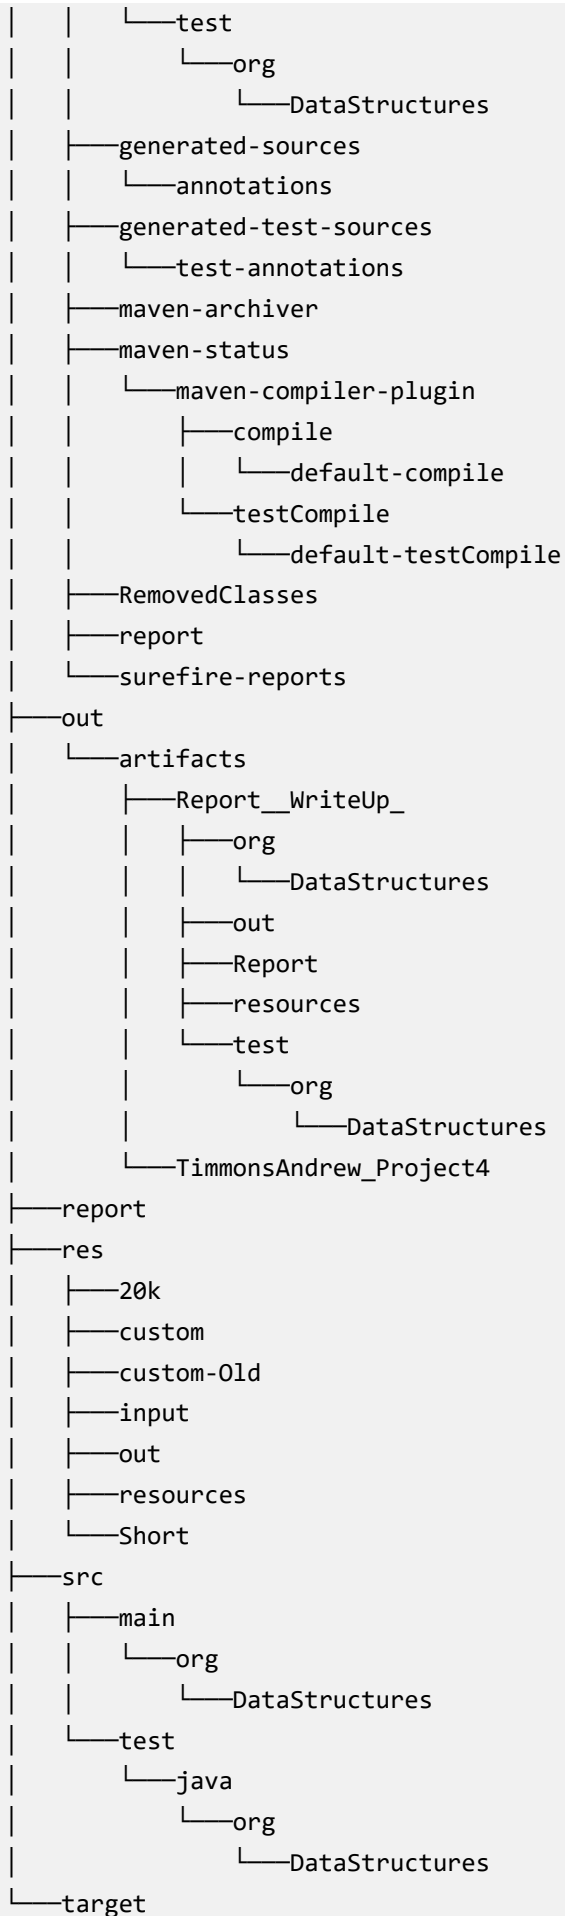 │   │   └───test
│   │       └───org
│   │           └───DataStructures
│   ├───generated-sources
│   │   └───annotations
│   ├───generated-test-sources
│   │   └───test-annotations
│   ├───maven-archiver
│   ├───maven-status
│   │   └───maven-compiler-plugin
│   │       ├───compile
│   │       │   └───default-compile
│   │       └───testCompile
│   │           └───default-testCompile
│   ├───RemovedClasses
│   ├───report
│   └───surefire-reports
├───out
│   └───artifacts
│       ├───Report__WriteUp_
│       │   ├───org
│       │   │   └───DataStructures
│       │   ├───out
│       │   ├───Report
│       │   ├───resources
│       │   └───test
│       │       └───org
│       │           └───DataStructures
│       └───TimmonsAndrew_Project4
├───report
├───res
│   ├───20k
│   ├───custom
│   ├───custom-Old
│   ├───input
│   ├───out
│   ├───resources
│   └───Short
├───src
│   ├───main
│   │   └───org
│   │       └───DataStructures
│   └───test
│       └───java
│           └───org
│               └───DataStructures
└───target